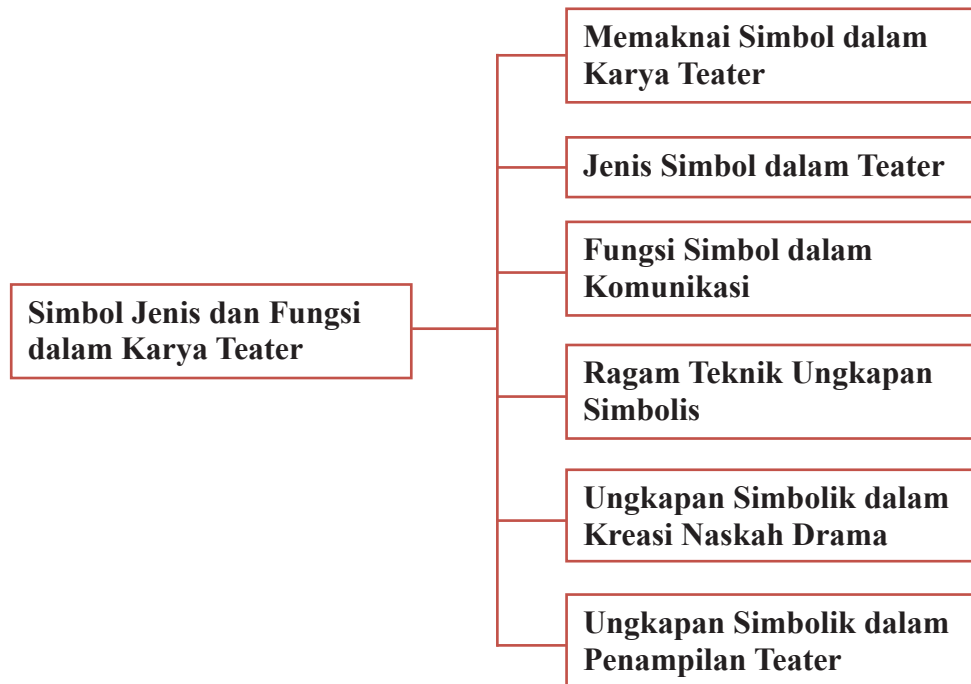 Memaknai Simbol dalam
Karya Teater
Jenis Simbol dalam Teater
Fungsi Simbol dalam
Komunikasi
Simbol Jenis dan Fungsi
dalam Karya Teater
Ragam Teknik Ungkapan
Simbolis
Ungkapan Simbolik dalam
Kreasi Naskah Drama
Ungkapan Simbolik dalam
Penampilan Teater